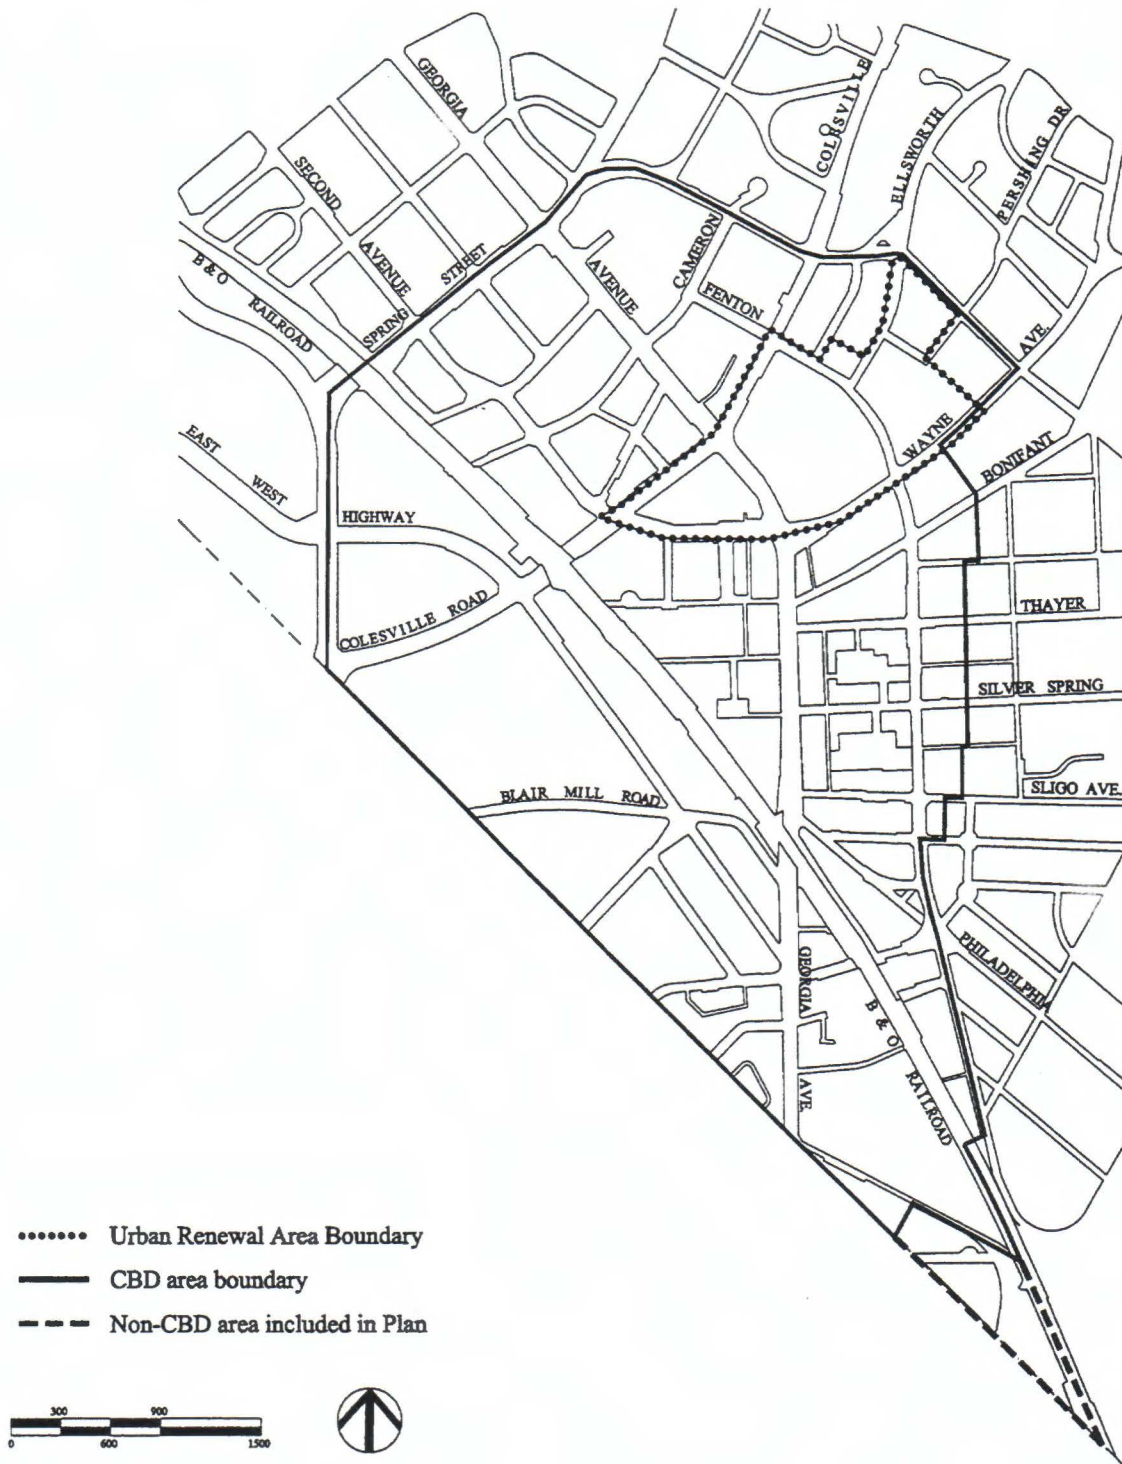 GEORGIA
COLESVILLE
ELLSWORTH
PERSHING DR.
SECOND
AVENUE
B & O
RAILROAD
SPRING
STREET
AVENUE
CAMERON
FENTON
AVE.
WAYNE
BONIFANT
EAST
WEST
HIGHWAY
COLESVILLE ROAD
THAYER
SILVER SPRING
BLAIR MILL ROAD
SLIGO AVE.
PHILADELPHIA
GEORGIA
AVE.
B & O
RAILROAD
Urban Renewal Area Boundary
CBD area boundary
Non-CBD area included in Plan
300 900
0 600 1500